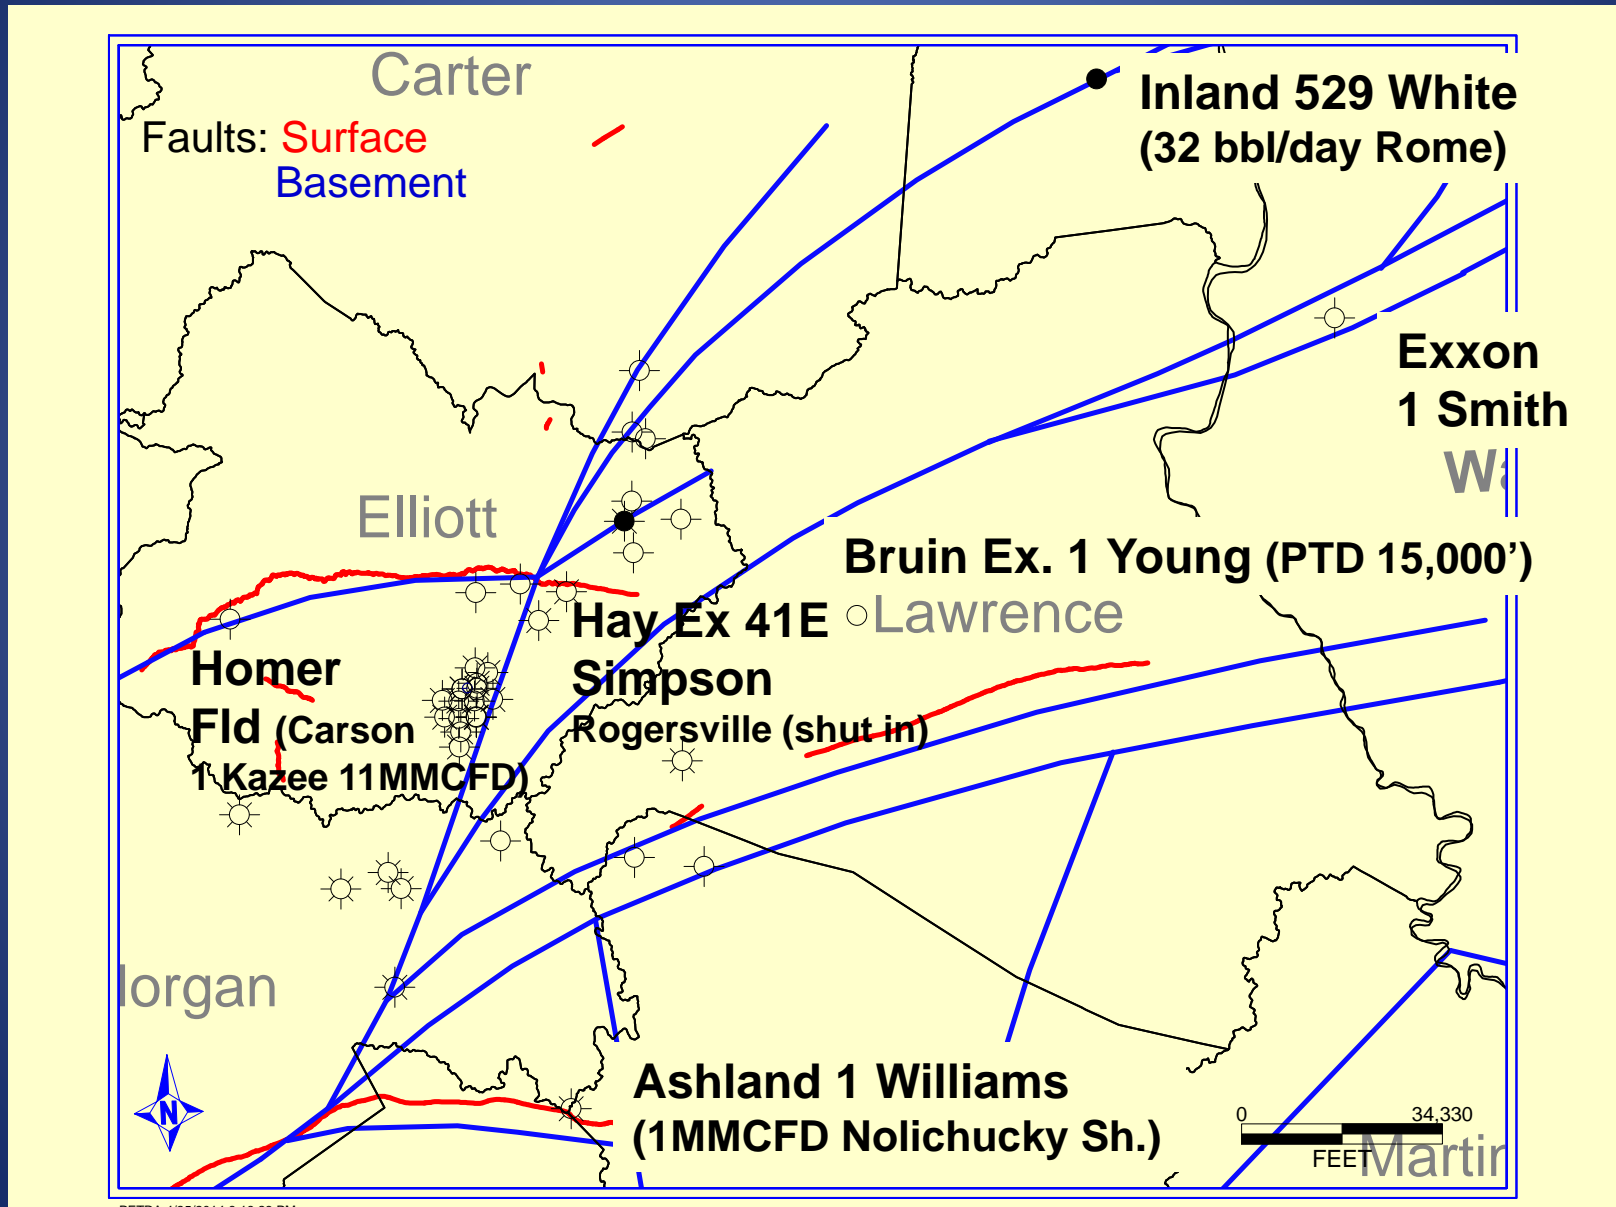 Carter
Faults: Surface
Basement
Inland 529 White
(32 bbl/day Rome)
Exxon
1 Smith
Wa
Elliott
Bruin Ex. 1 Young (PTD 15,000’)
Lawrence
Hay Ex 41E
Simpson
Rogersville (shut in)
Homer
Fld (Carson
1 Kazee 11MMCFD)
organ
Ashland 1 Williams
(1MMCFD Nolichucky Sh.)
N
0 34,330
FEET
Martin